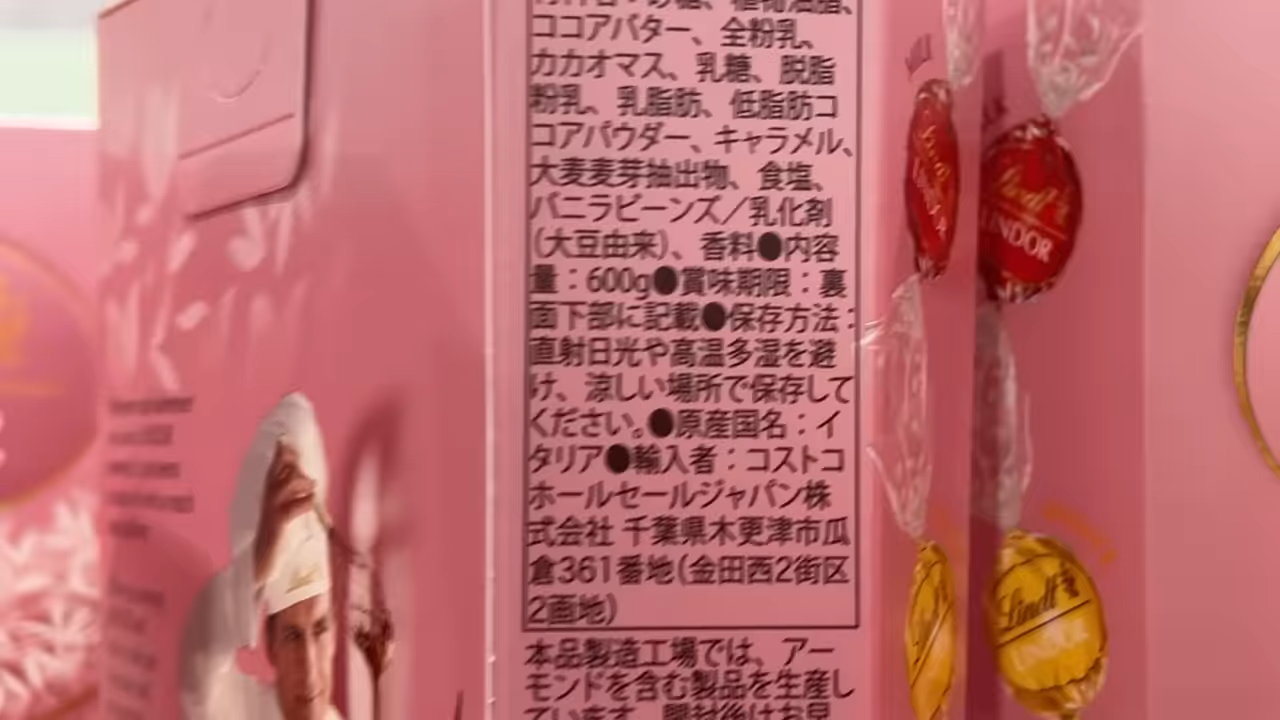 ココアバター、全粉乳、
カカオマス、乳糖、脱脂
粉乳、乳脂肪、低脂肪コ
コアパウダー、キャラメル、
大麦麦芽抽出物、食塩、
バニラビーンズ／乳化剤
(大豆由来)、香料●内容
量：600g●賞味期限：裏
面下部に記載●保存方法：
直射日光や高温多湿を避
け、涼しい場所で保存して
ください。●原産国名：イ
タリア●輸入者：コストコ
ホールセールジャパン株
式会社 千葉県木更津市瓜
倉361番地(金田西2街区
2画地)
本品製造工場では、アー
モンドを含む製品を生産し
Lindt
LINDOR
Lindt
LINDOR